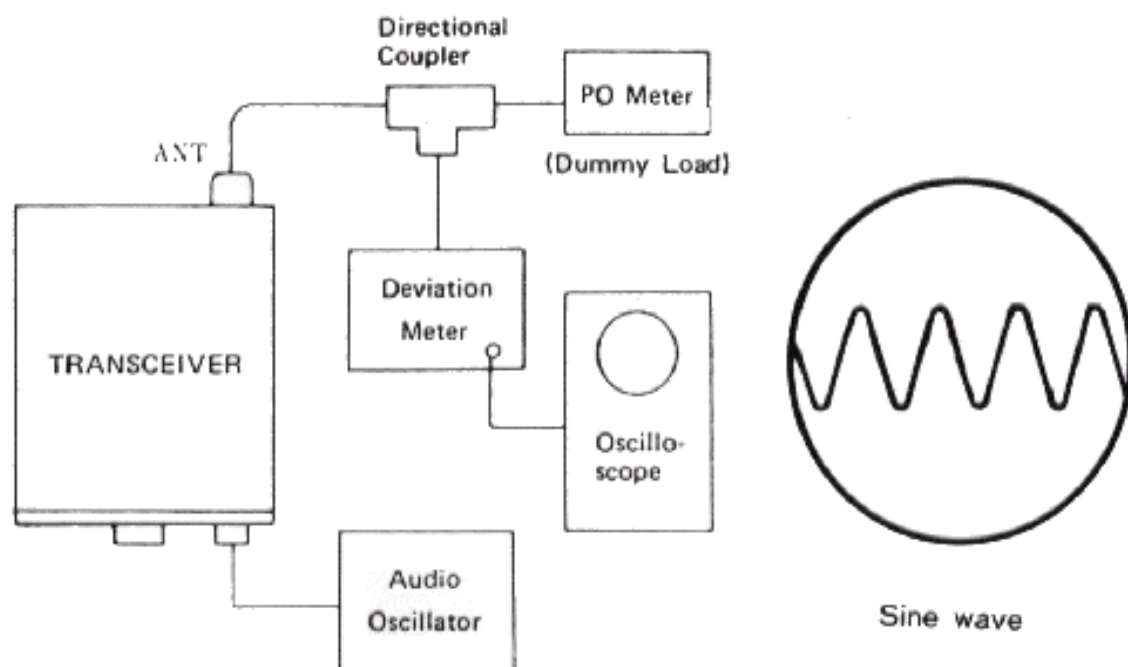 Directional
Coupler
PO Meter
(Dummy Load)
ANT
TRANSCEIVER
Deviation
Meter
Oscillo-
scope
Audio
Oscillator
Sine wave